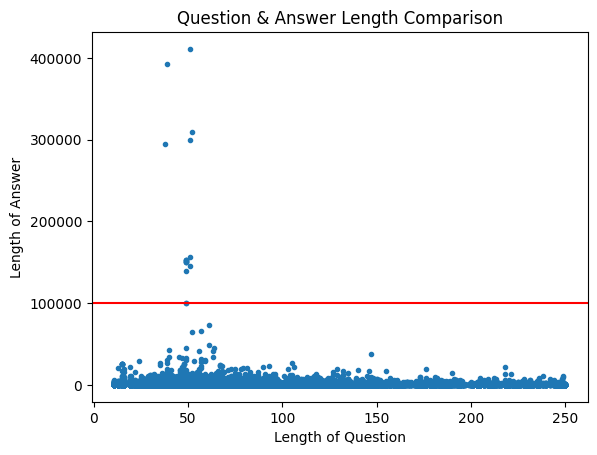 Question & Answer Length Comparison
400000
300000
200000
100000
0
Length of Answer
0 50 100 150 200 250
Length of Question